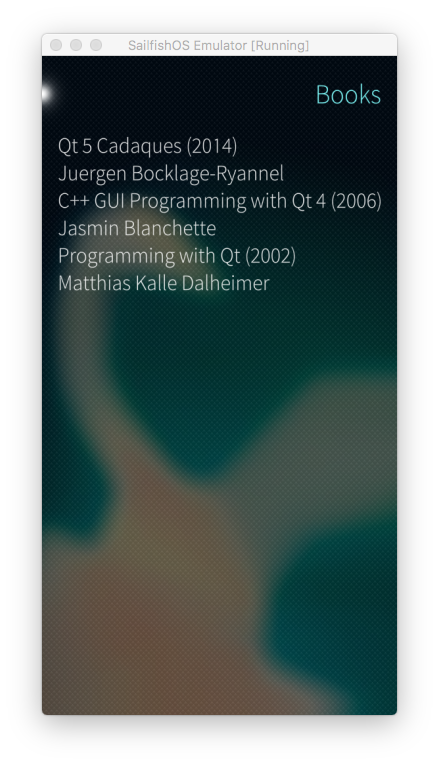 SailfishOS Emulator [Running]
Books
Qt 5 Cadaques (2014)
Juergen Bocklage-Ryannel
C++ GUI Programming with Qt 4 (2006)
Jasmin Blanchette
Programming with Qt (2002)
Matthias Kalle Dalheimer